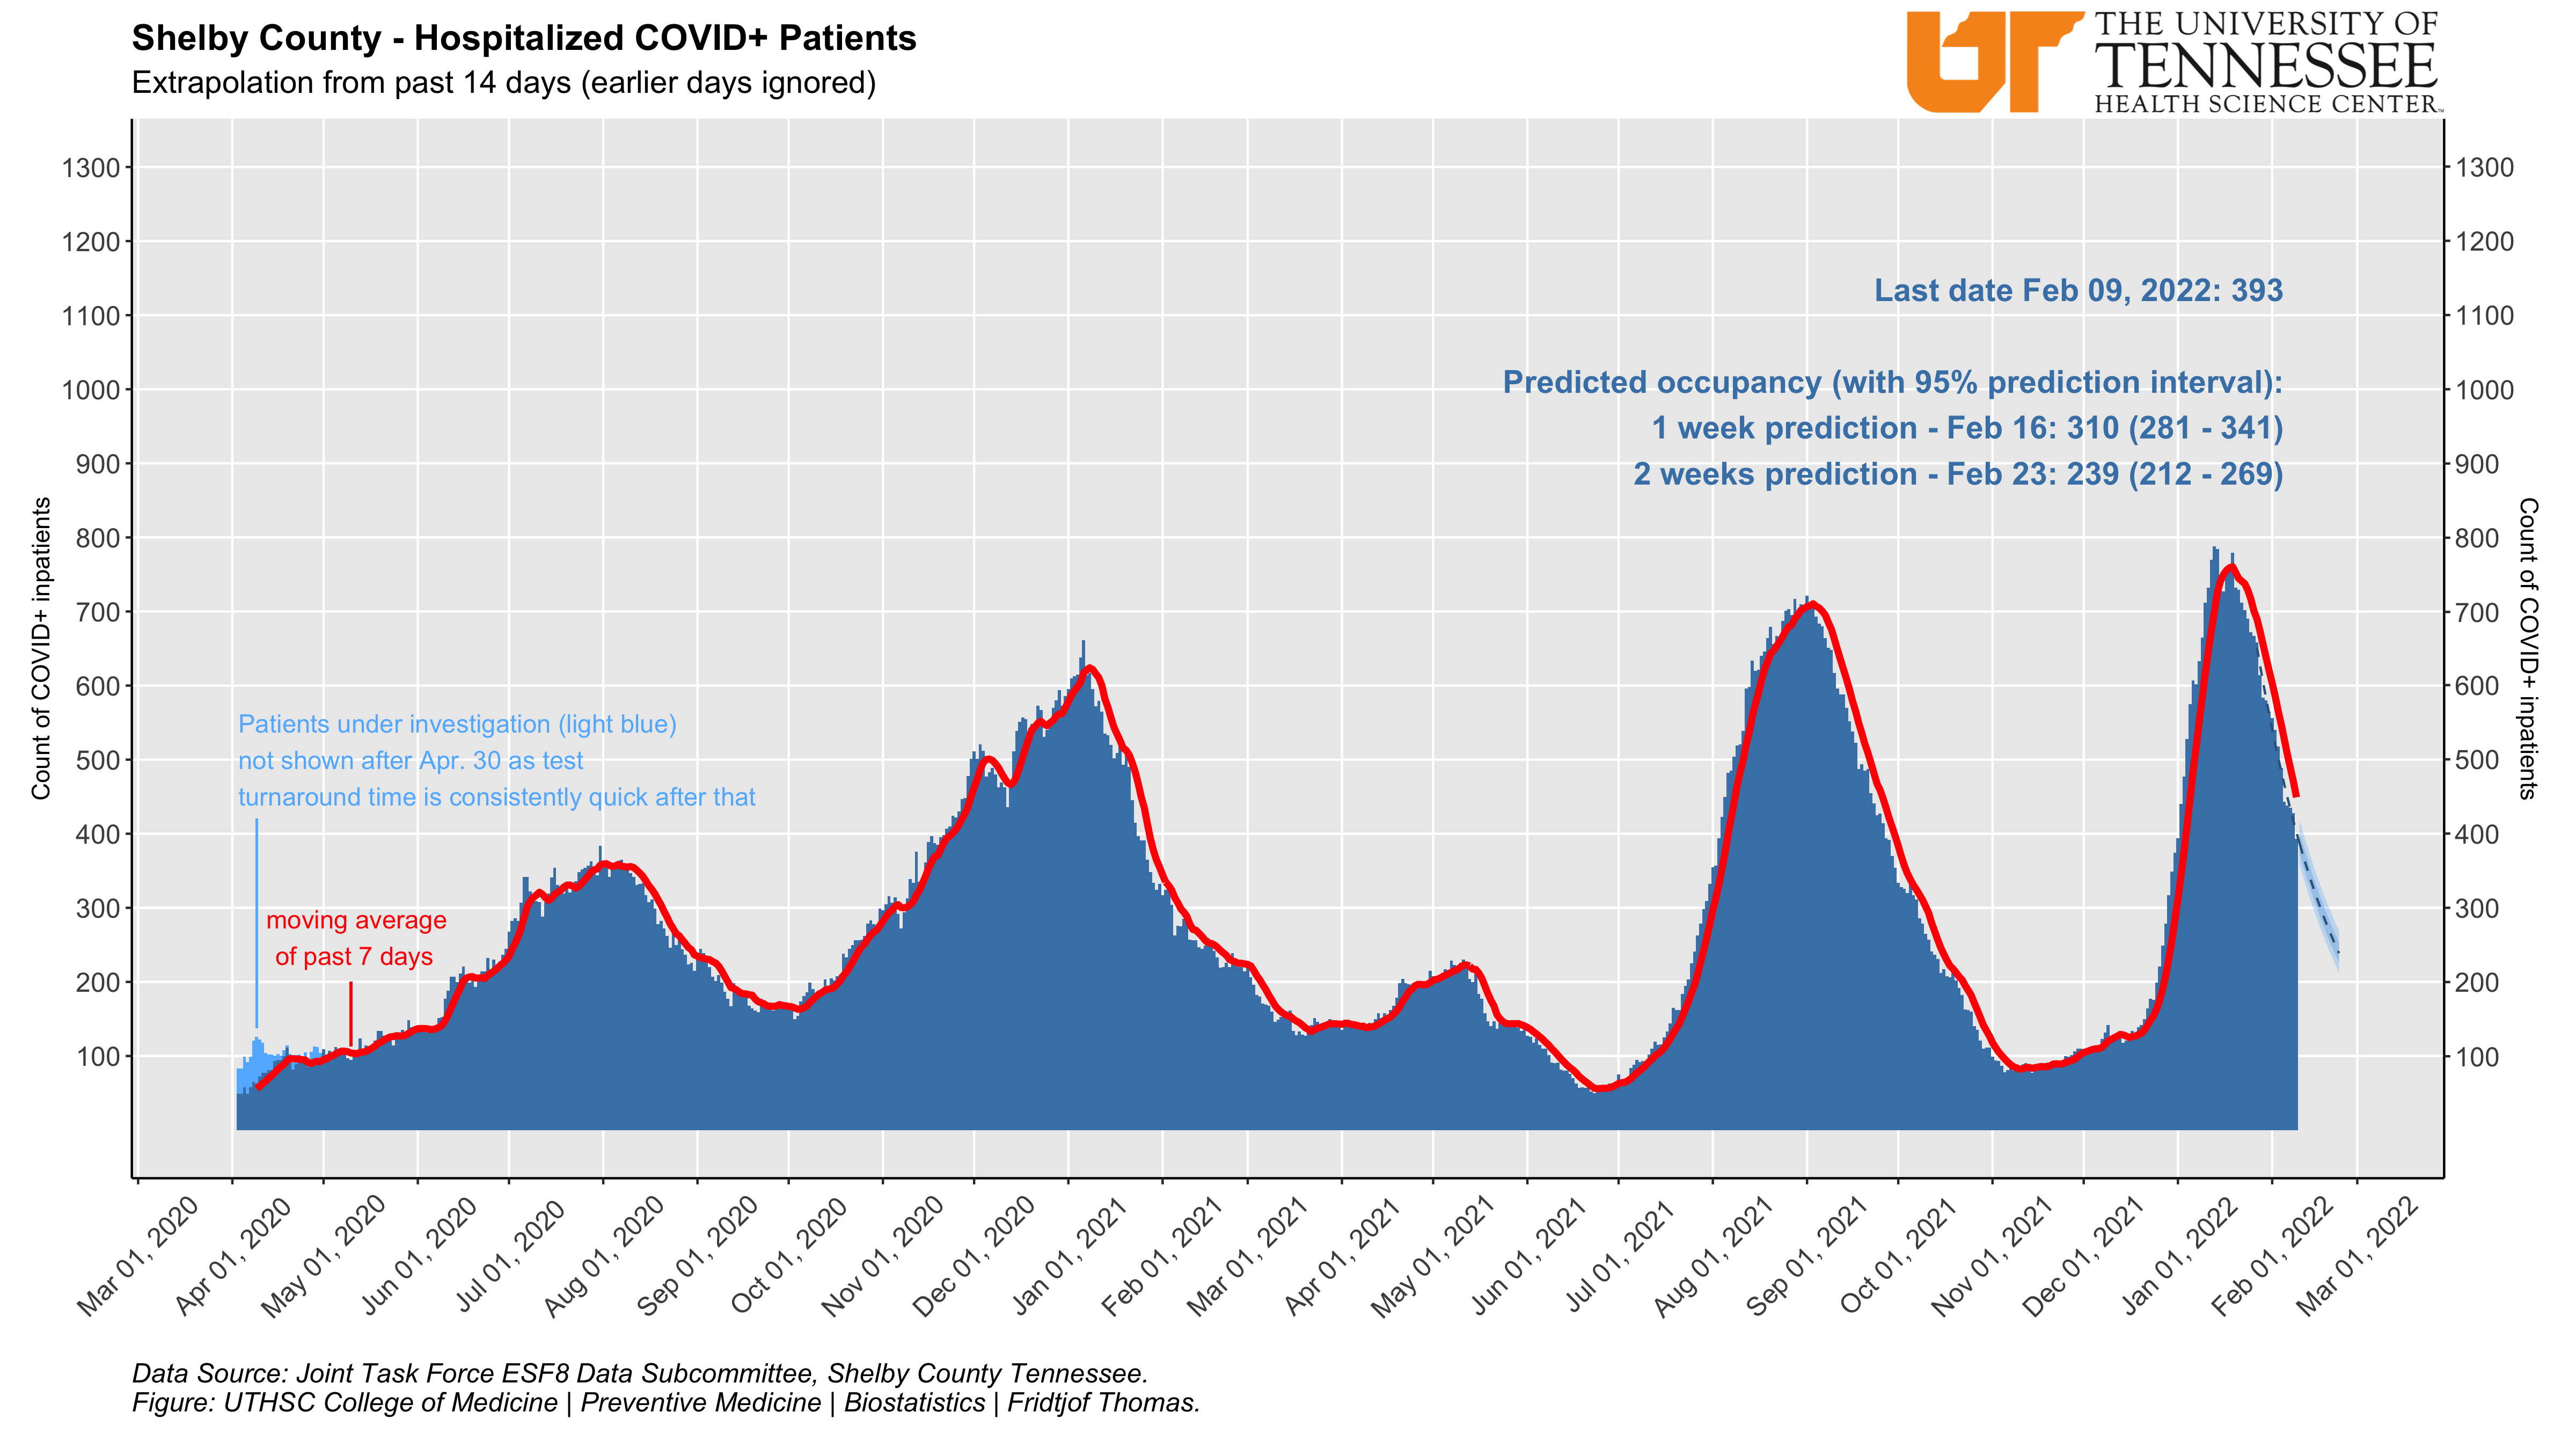 Shelby County - Hospitalized COVID+ Patients
Extrapolation from past 14 days (earlier days ignored)
UT
THE UNIVERSITY OF
TENNESSEE
HEALTH SCIENCE CENTER™
1300
1200
1100
1000
900
800
700
600
500
400
300
200
100
Count of COVID+ inpatients
Last date Feb 09, 2022: 393
Predicted occupancy (with 95% prediction interval):
1 week prediction - Feb 16: 310 (281 - 341)
2 weeks prediction - Feb 23: 239 (212 - 269)
Patients under investigation (light blue)
not shown after Apr. 30 as test
turnaround time is consistently quick after that
moving average
of past 7 days
1300
1200
1100
1000
900
800
700
600
500
400
300
200
100
Count of COVID+ inpatients
Mar 01, 2020
Apr 01, 2020
May 01, 2020
Jun 01, 2020
Jul 01, 2020
Aug 01, 2020
Sep 01, 2020
Oct 01, 2020
Nov 01, 2020
Dec 01, 2020
Jan 01, 2021
Feb 01, 2021
Mar 01, 2021
Apr 01, 2021
May 01, 2021
Jun 01, 2021
Jul 01, 2021
Aug 01, 2021
Sep 01, 2021
Oct 01, 2021
Nov 01, 2021
Dec 01, 2021
Jan 01, 2022
Feb 01, 2022
Mar 01, 2022
Data Source: Joint Task Force ESF8 Data Subcommittee, Shelby County Tennessee.
Figure: UTHSC College of Medicine | Preventive Medicine | Biostatistics | Fridtjof Thomas.